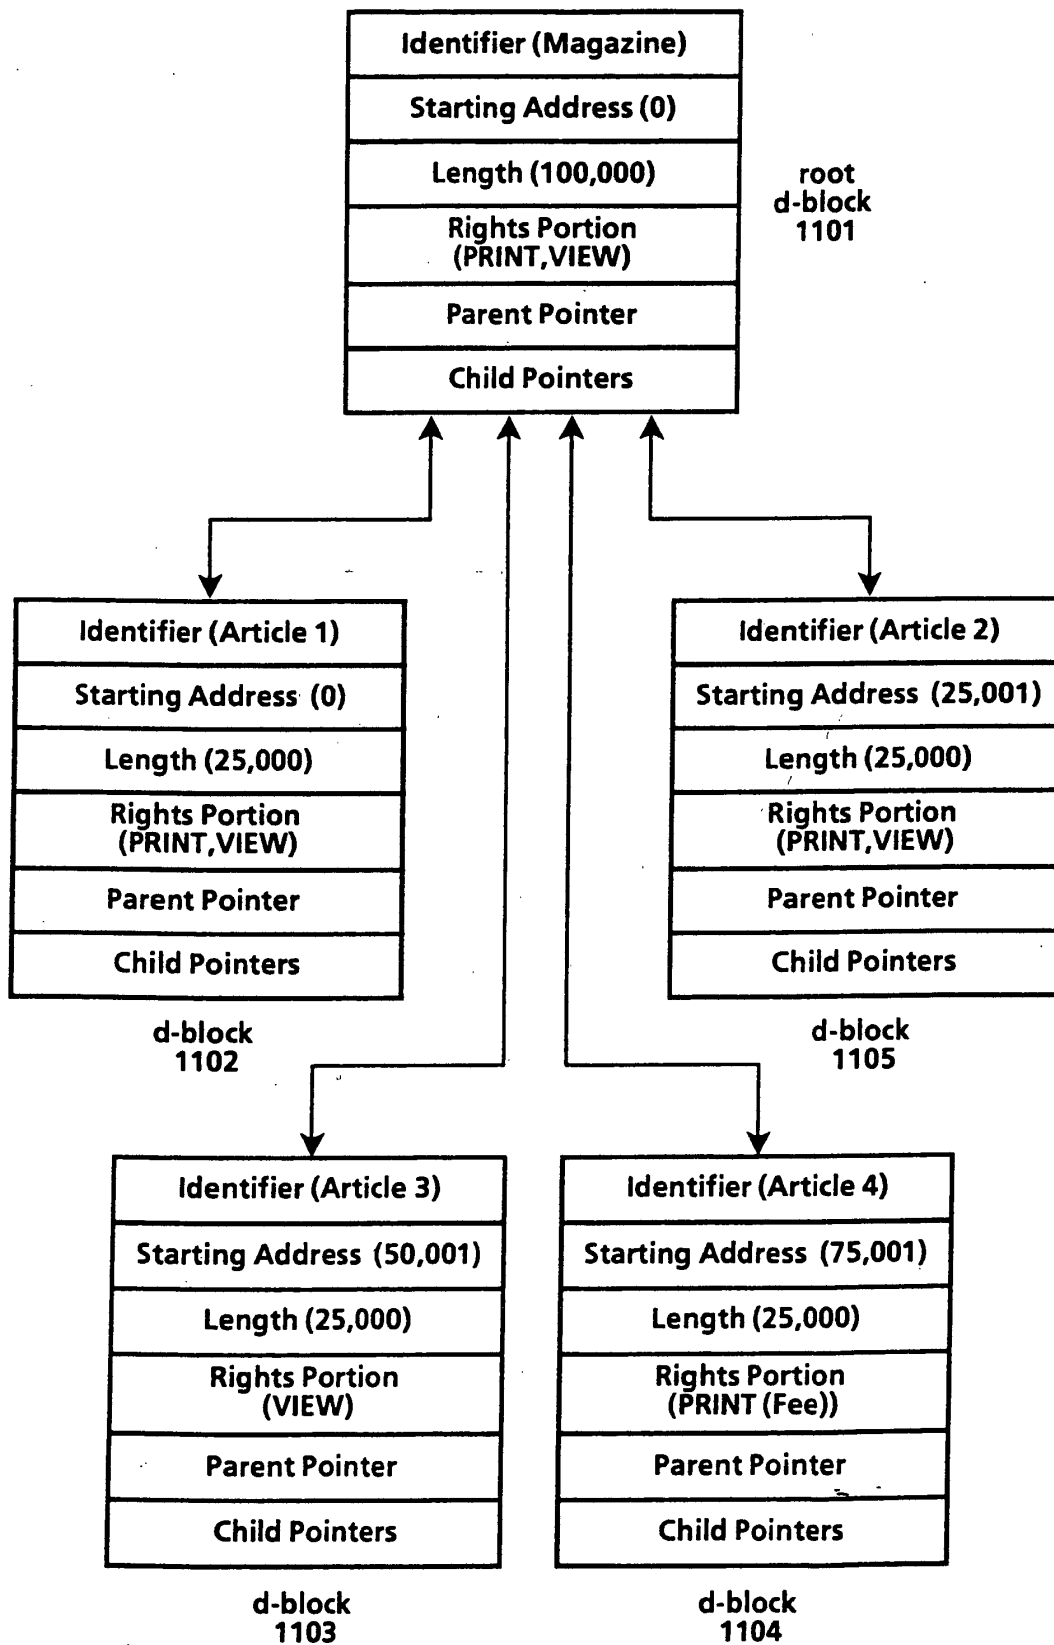 Identifier (Magazine)
Starting Address (0)
Length (100,000)
Rights Portion
(PRINT,VIEW)
Parent Pointer
Child Pointers
root
d-block
1101
Identifier (Article 1)
Starting Address (0)
Length (25,000)
Rights Portion
(PRINT,VIEW)
Parent Pointer
Child Pointers
d-block
1102
Identifier (Article 2)
Starting Address (25,001)
Length (25,000)
Rights Portion
(PRINT,VIEW)
Parent Pointer
Child Pointers
d-block
1105
Identifier (Article 3)
Starting Address (50,001)
Length (25,000)
Rights Portion
(VIEW)
Parent Pointer
Child Pointers
d-block
1103
Identifier (Article 4)
Starting Address (75,001)
Length (25,000)
Rights Portion
(PRINT (Fee))
Parent Pointer
Child Pointers
d-block
1104